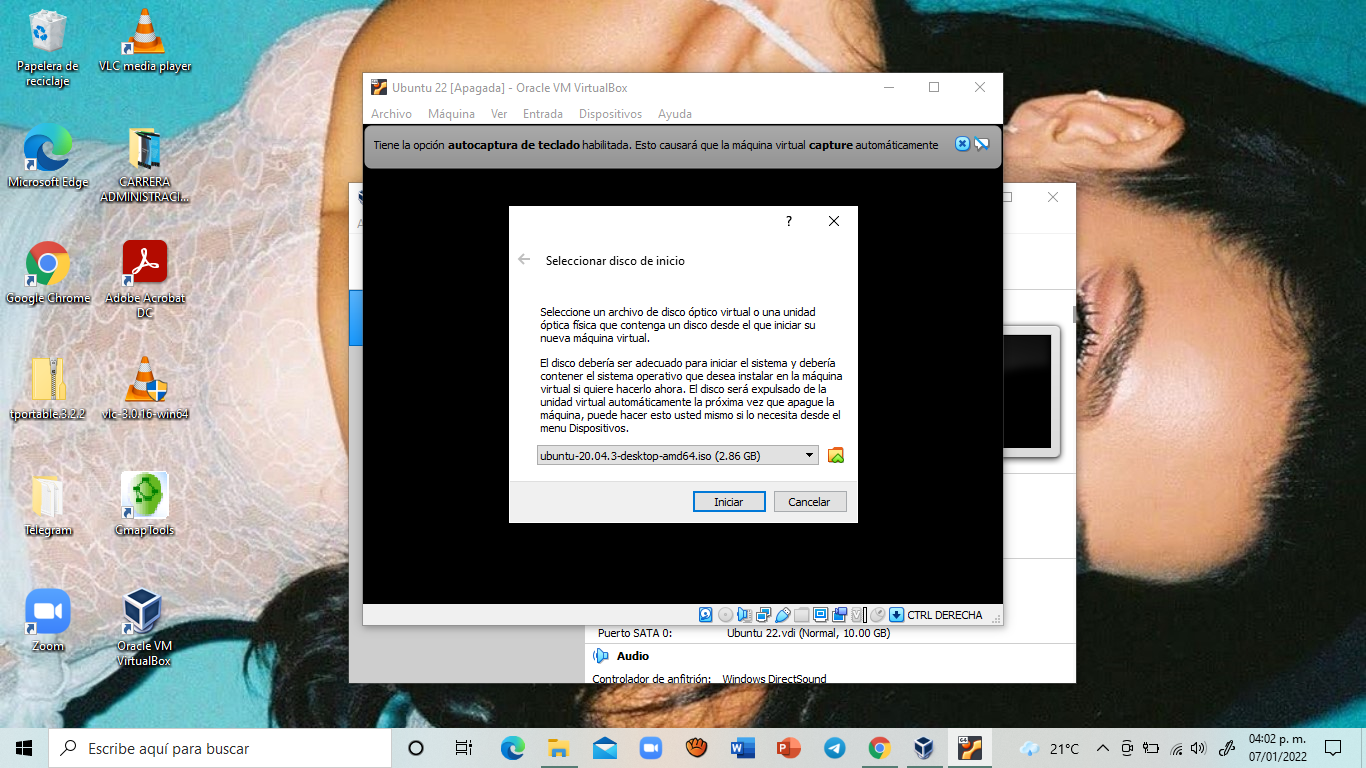 Papelera de
reciclaje
VLC media player
Microsoft Edge
CARRERA
ADMINISTRACI...
Google Chrome
Adobe Acrobat
DC
tportable.3.2.2
vlc-3.0.16-win64
Telegram
CmapTools
Zoom
Oracle VM
VirtualBox
Ubuntu 22 [Apagada] - Oracle VM VirtualBox
Archivo Máquina Ver Entrada Dispositivos Ayuda
Tiene la opción autocaptura de teclado habilitada. Esto causará que la máquina virtual capture automáticamente
?
Seleccionar disco de inicio
Seleccione un archivo de disco óptico virtual o una unidad
óptica física que contenga un disco desde el que iniciar su
nueva máquina virtual.
El disco debería ser adecuado para iniciar el sistema y debería
contener el sistema operativo que desea instalar en la máquina
virtual si quiere hacerlo ahora. El disco será expulsado de la
unidad virtual automáticamente la próxima vez que apague la
máquina, puede hacer esto usted mismo si lo necesita desde el
menu Dispositivos.
ubuntu-20.04.3-desktop-amd64.iso (2.86 GB)
Iniciar Cancelar
CTRL DERECHA
Puerto SATA 0: Ubuntu 22.vdi (Normal, 10.00 GB)
Audio
Controlador de anfitrión: Windows DirectSound
Escribe aquí para buscar
21°C
04:02 p. m.
07/01/2022